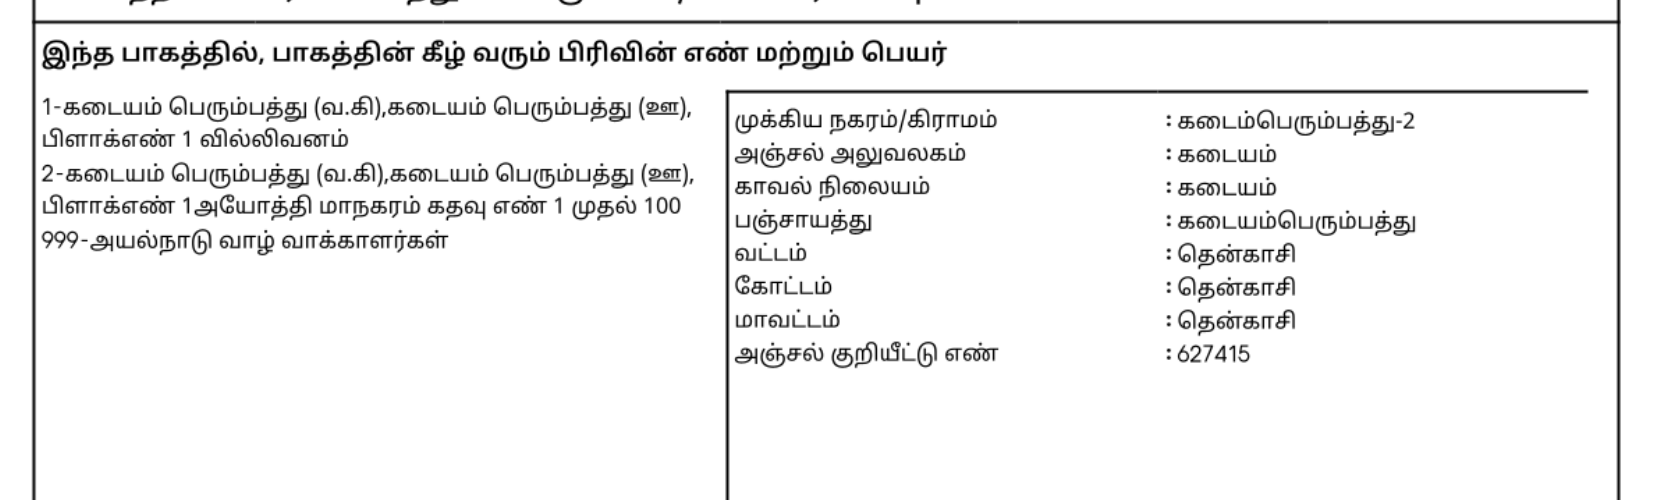 இந்த பாகத்தில், பாகத்தின் கீழ் வரும் பிரிவின் எண் மற்றும் பெயர்
1-கடையம் பெரும்பத்து (வ.கி),கடையம் பெரும்பத்து (ஊ),
பிளாக்எண் 1 வில்லிவனம்
2-கடையம் பெரும்பத்து (வ.கி),கடையம் பெரும்பத்து (ஊ),
பிளாக்எண் 1அயோத்தி மாநகரம் கதவு எண் 1 முதல் 100
999-அயல்நாடு வாழ் வாக்காளர்கள்
முக்கிய நகரம்/கிராமம் : கடைம்பெரும்பத்து-2
அஞ்சல் அலுவலகம் : கடையம்
காவல் நிலையம் : கடையம்
பஞ்சாயத்து : கடையம்பெரும்பத்து
வட்டம் : தென்காசி
கோட்டம் : தென்காசி
மாவட்டம் : தென்காசி
அஞ்சல் குறியீட்டு எண் : 627415